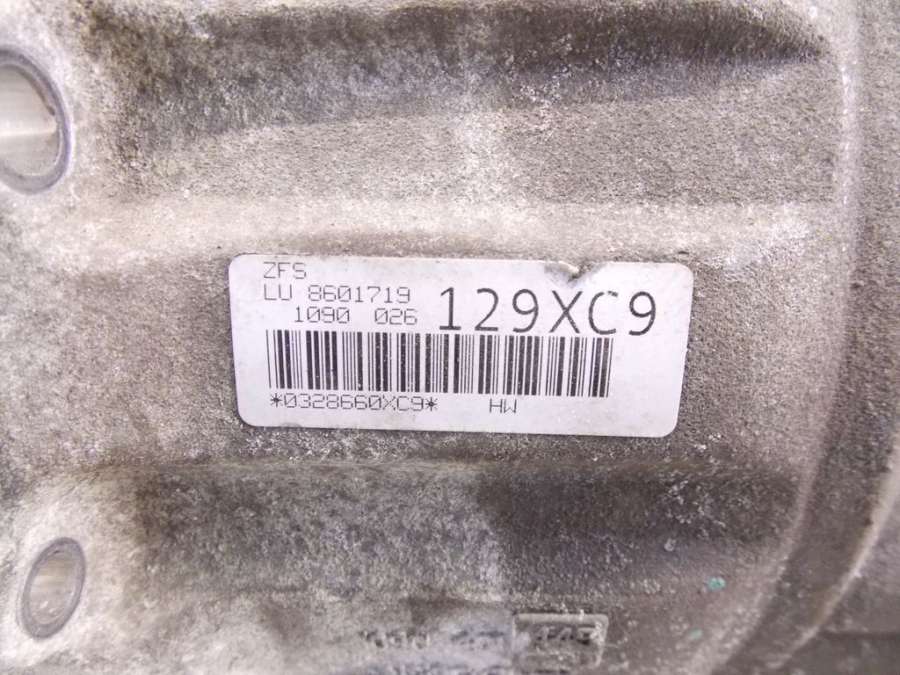 ZFS
LU 8601719
1090 026 129XC9
*0328660XC9*  HW